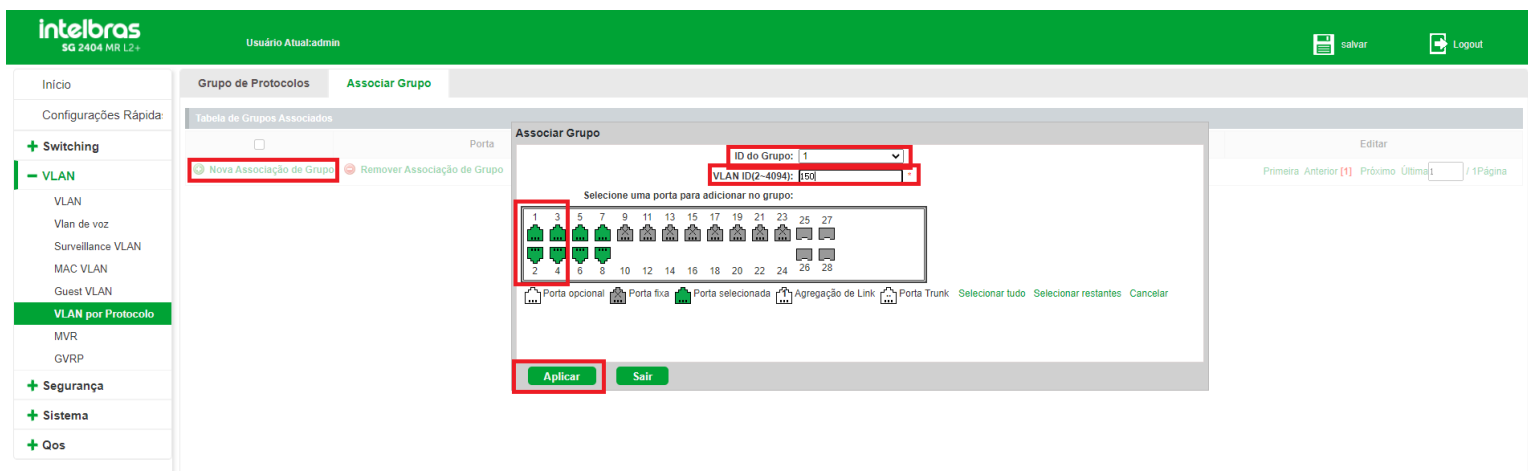 intelbras
SG 2404 MR L2+
Usuário Atual:admin
salvar
Logout
Início
Configurações Rápida
Switching
VLAN
VLAN
Vlan de voz
Surveillance VLAN
MAC VLAN
Guest VLAN
VLAN por Protocolo
MVR
GVRP
Segurança
Sistema
Qos
Grupo de Protocolos
Associar Grupo
Tabela de Grupos Associados
Porta
Editar
Nova Associação de Grupo
Remover Associação de Grupo
Primeira Anterior [1] Próximo Última 1 / 1Página
Associar Grupo
ID do Grupo: 1
VLAN ID(2~4094): 150 *
Selecione uma porta para adicionar no grupo:
1 3 5 7 9 11 13 15 17 19 21 23 25 27
2 4 6 8 10 12 14 16 18 20 22 24 26 28
Porta opcional Porta fixa Porta selecionada Agregação de Link Porta Trunk Selecionar tudo Selecionar restantes Cancelar
Aplicar
Sair